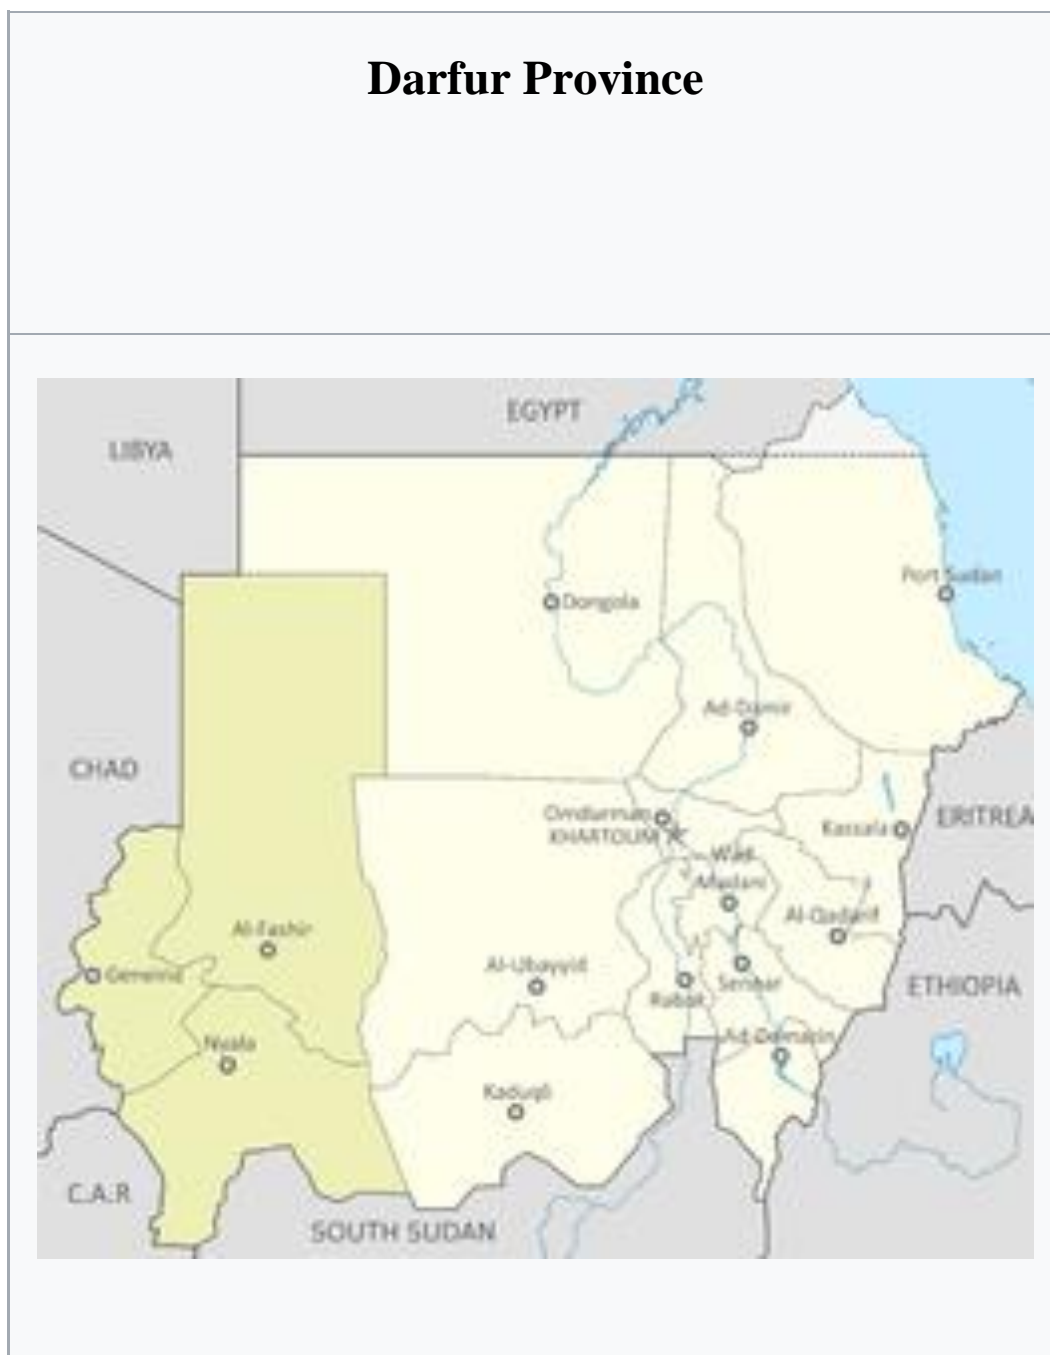 Darfur Province
EGYPT
LIBYA
Port Sudan
Dongola
Ad-Damir
CHAD
Omdurman
KHARTOUM
Kassala
ERITREA
Wad
Madani
Al-Qadarif
Al-Fashir
Geneina
Al-Ubayyid
Sennar
Rabak
ETHIOPIA
Ad-Damazin
Nyala
Kaduqli
C.A.R
SOUTH SUDAN